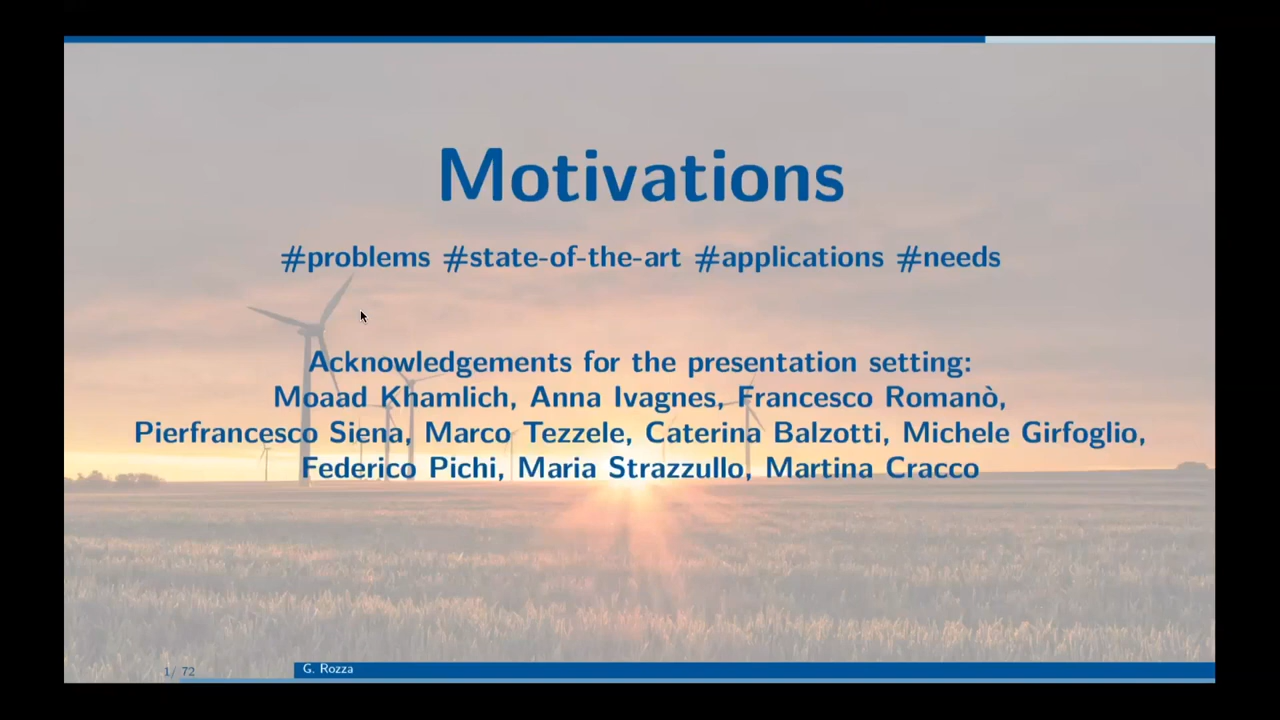 Motivations
#problems #state-of-the-art #applications #needs
Acknowledgements for the presentation setting:
Moaad Khamlich, Anna Ivagnes, Francesco Romanò,
Pierfrancesco Siena, Marco Tezzele, Caterina Balzotti, Michele Girfoglio,
Federico Pichi, Maria Strazzullo, Martina Cracco
1/ 72
G. Rozza